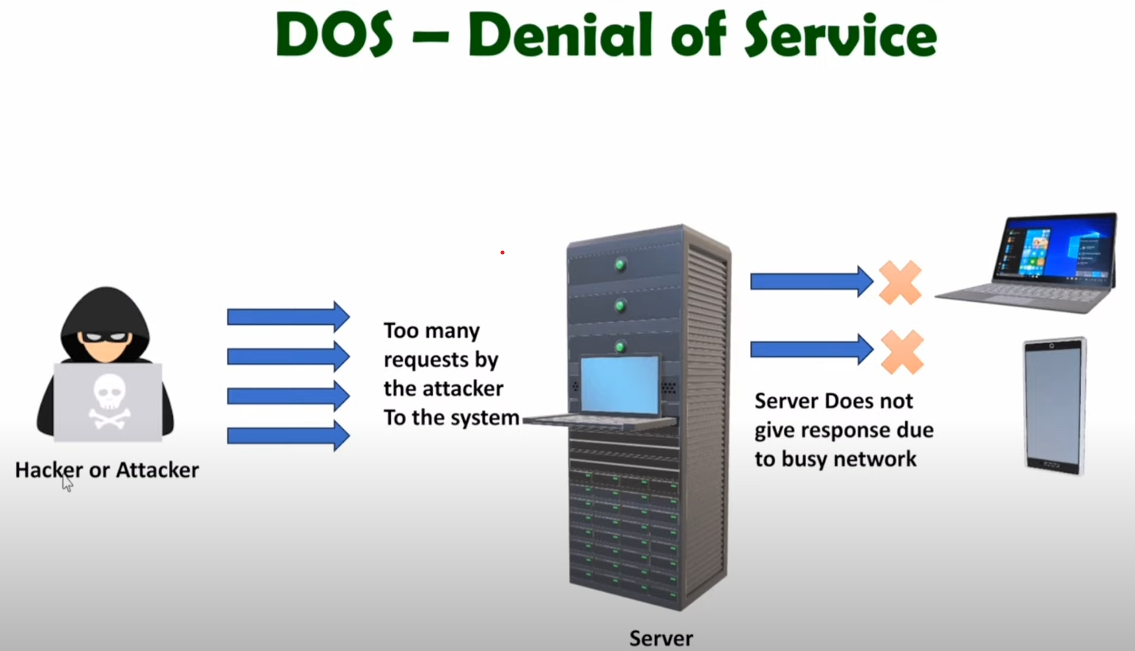 DOS – Denial of Service
Too many
requests by
the attacker
To the system
Server Does not
give response due
to busy network
Hacker or Attacker
Server